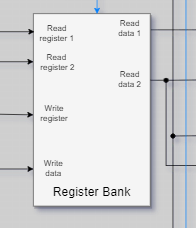 Read
register 1
Read
data 1
Read
register 2
Read
data 2
Write
register
Write
data
Register Bank